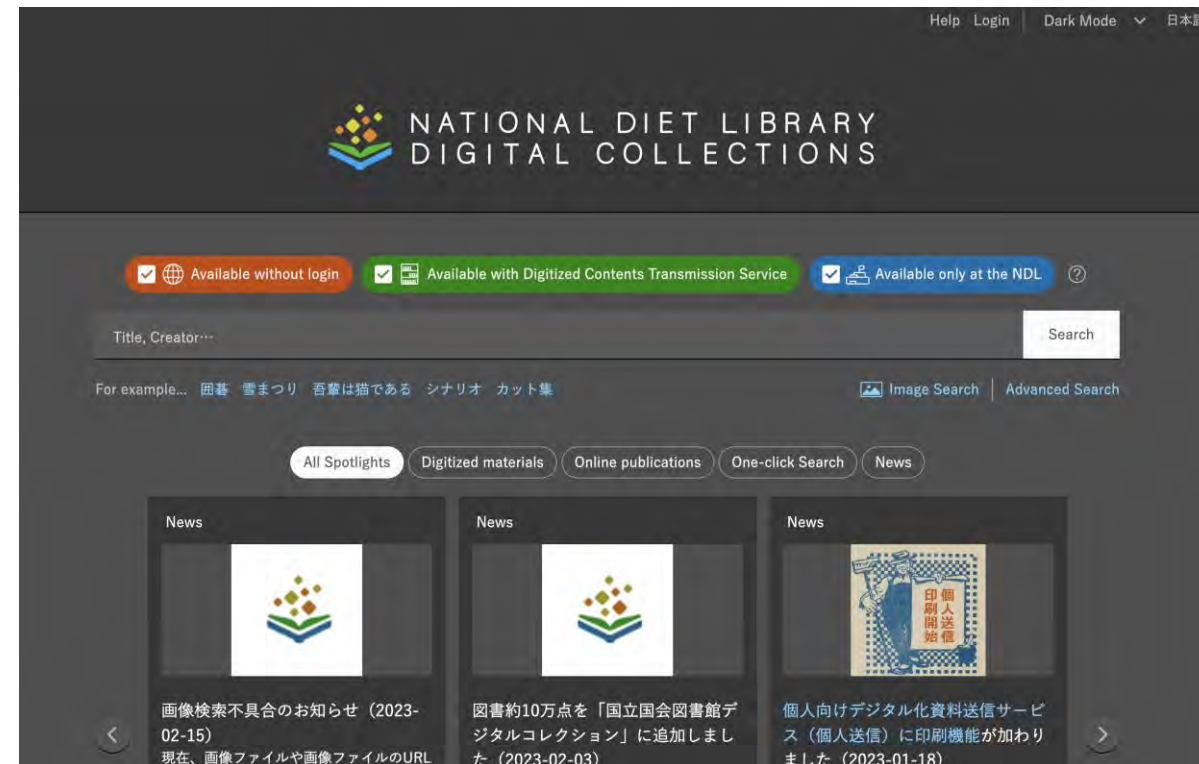 Help Login Dark Mode 日本語
NATIONAL DIET LIBRARY
DIGITAL COLLECTIONS
Available without login Available with Digitized Contents Transmission Service Available only at the NDL ?
Title, Creator… Search
For example... 囲碁 雪まつり 吾輩は猫である シナリオ カット集 Image Search Advanced Search
All Spotlights Digitized materials Online publications One-click Search News
News
画像検索不具合のお知らせ（2023-
02-15）
現在、画像ファイルや画像ファイルのURL
News
図書約10万点を「国立国会図書館デ
ジタルコレクション」に追加しまし
た（2023-02-03）
News
個人送信
印刷開始
個人向けデジタル化資料送信サービ
ス（個人送信）に印刷機能が加わり
ました（2023-01-18）